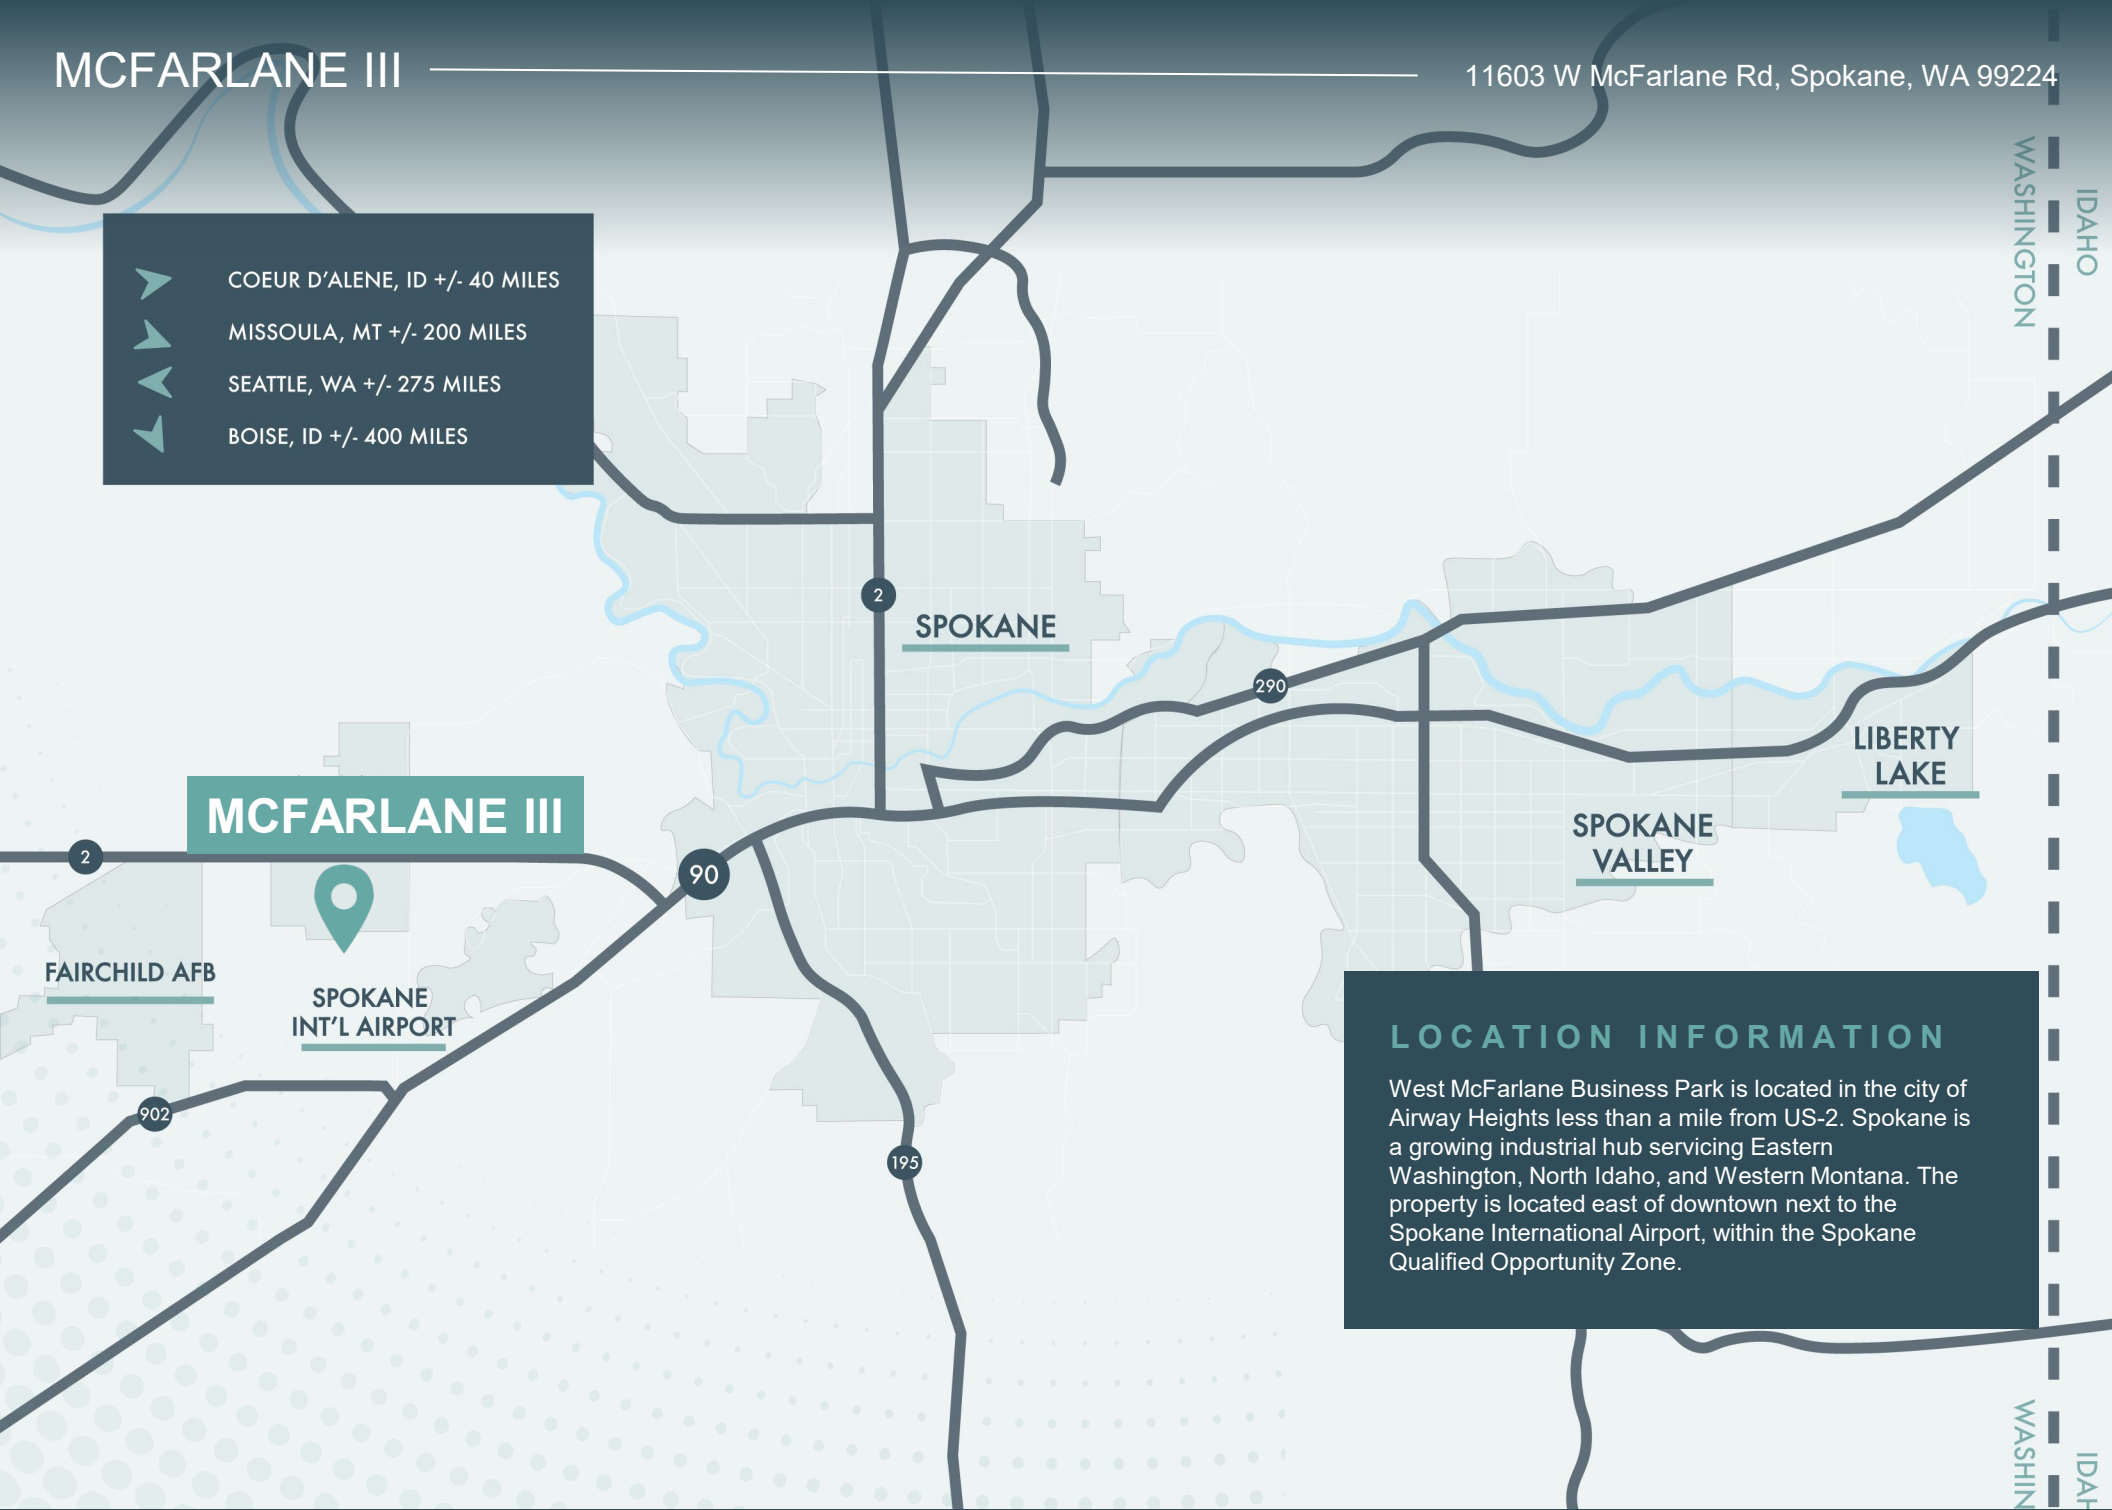 MCFARLANE III
11603 W McFarlane Rd, Spokane, WA 99224
WASHINGTON
IDAHO
COEUR D'ALENE, ID +/- 40 MILES
MISSOULA, MT +/- 200 MILES
SEATTLE, WA +/- 275 MILES
BOISE, ID +/- 400 MILES
2
SPOKANE
290
LIBERTY
LAKE
MCFARLANE III
SPOKANE
VALLEY
2
90
FAIRCHILD AFB
SPOKANE
INT'L AIRPORT
902
195
LOCATION INFORMATION
West McFarlane Business Park is located in the city of
Airway Heights less than a mile from US-2. Spokane is
a growing industrial hub servicing Eastern
Washington, North Idaho, and Western Montana. The
property is located east of downtown next to the
Spokane International Airport, within the Spokane
Qualified Opportunity Zone.
WASHIN
IDAH